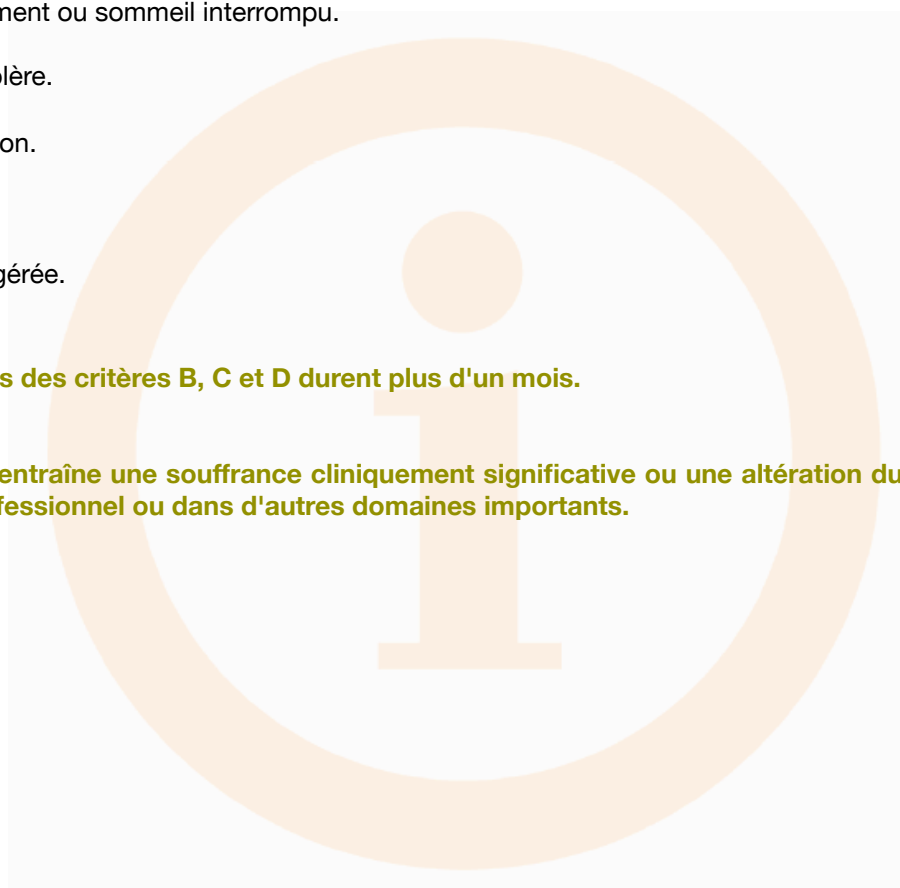 ment ou sommeil interrompu.
lère.
on.
gérée.
s des critères B, C et D durent plus d'un mois.
entraîne une souffrance cliniquement significative ou une altération du
fessionnel ou dans d'autres domaines importants.